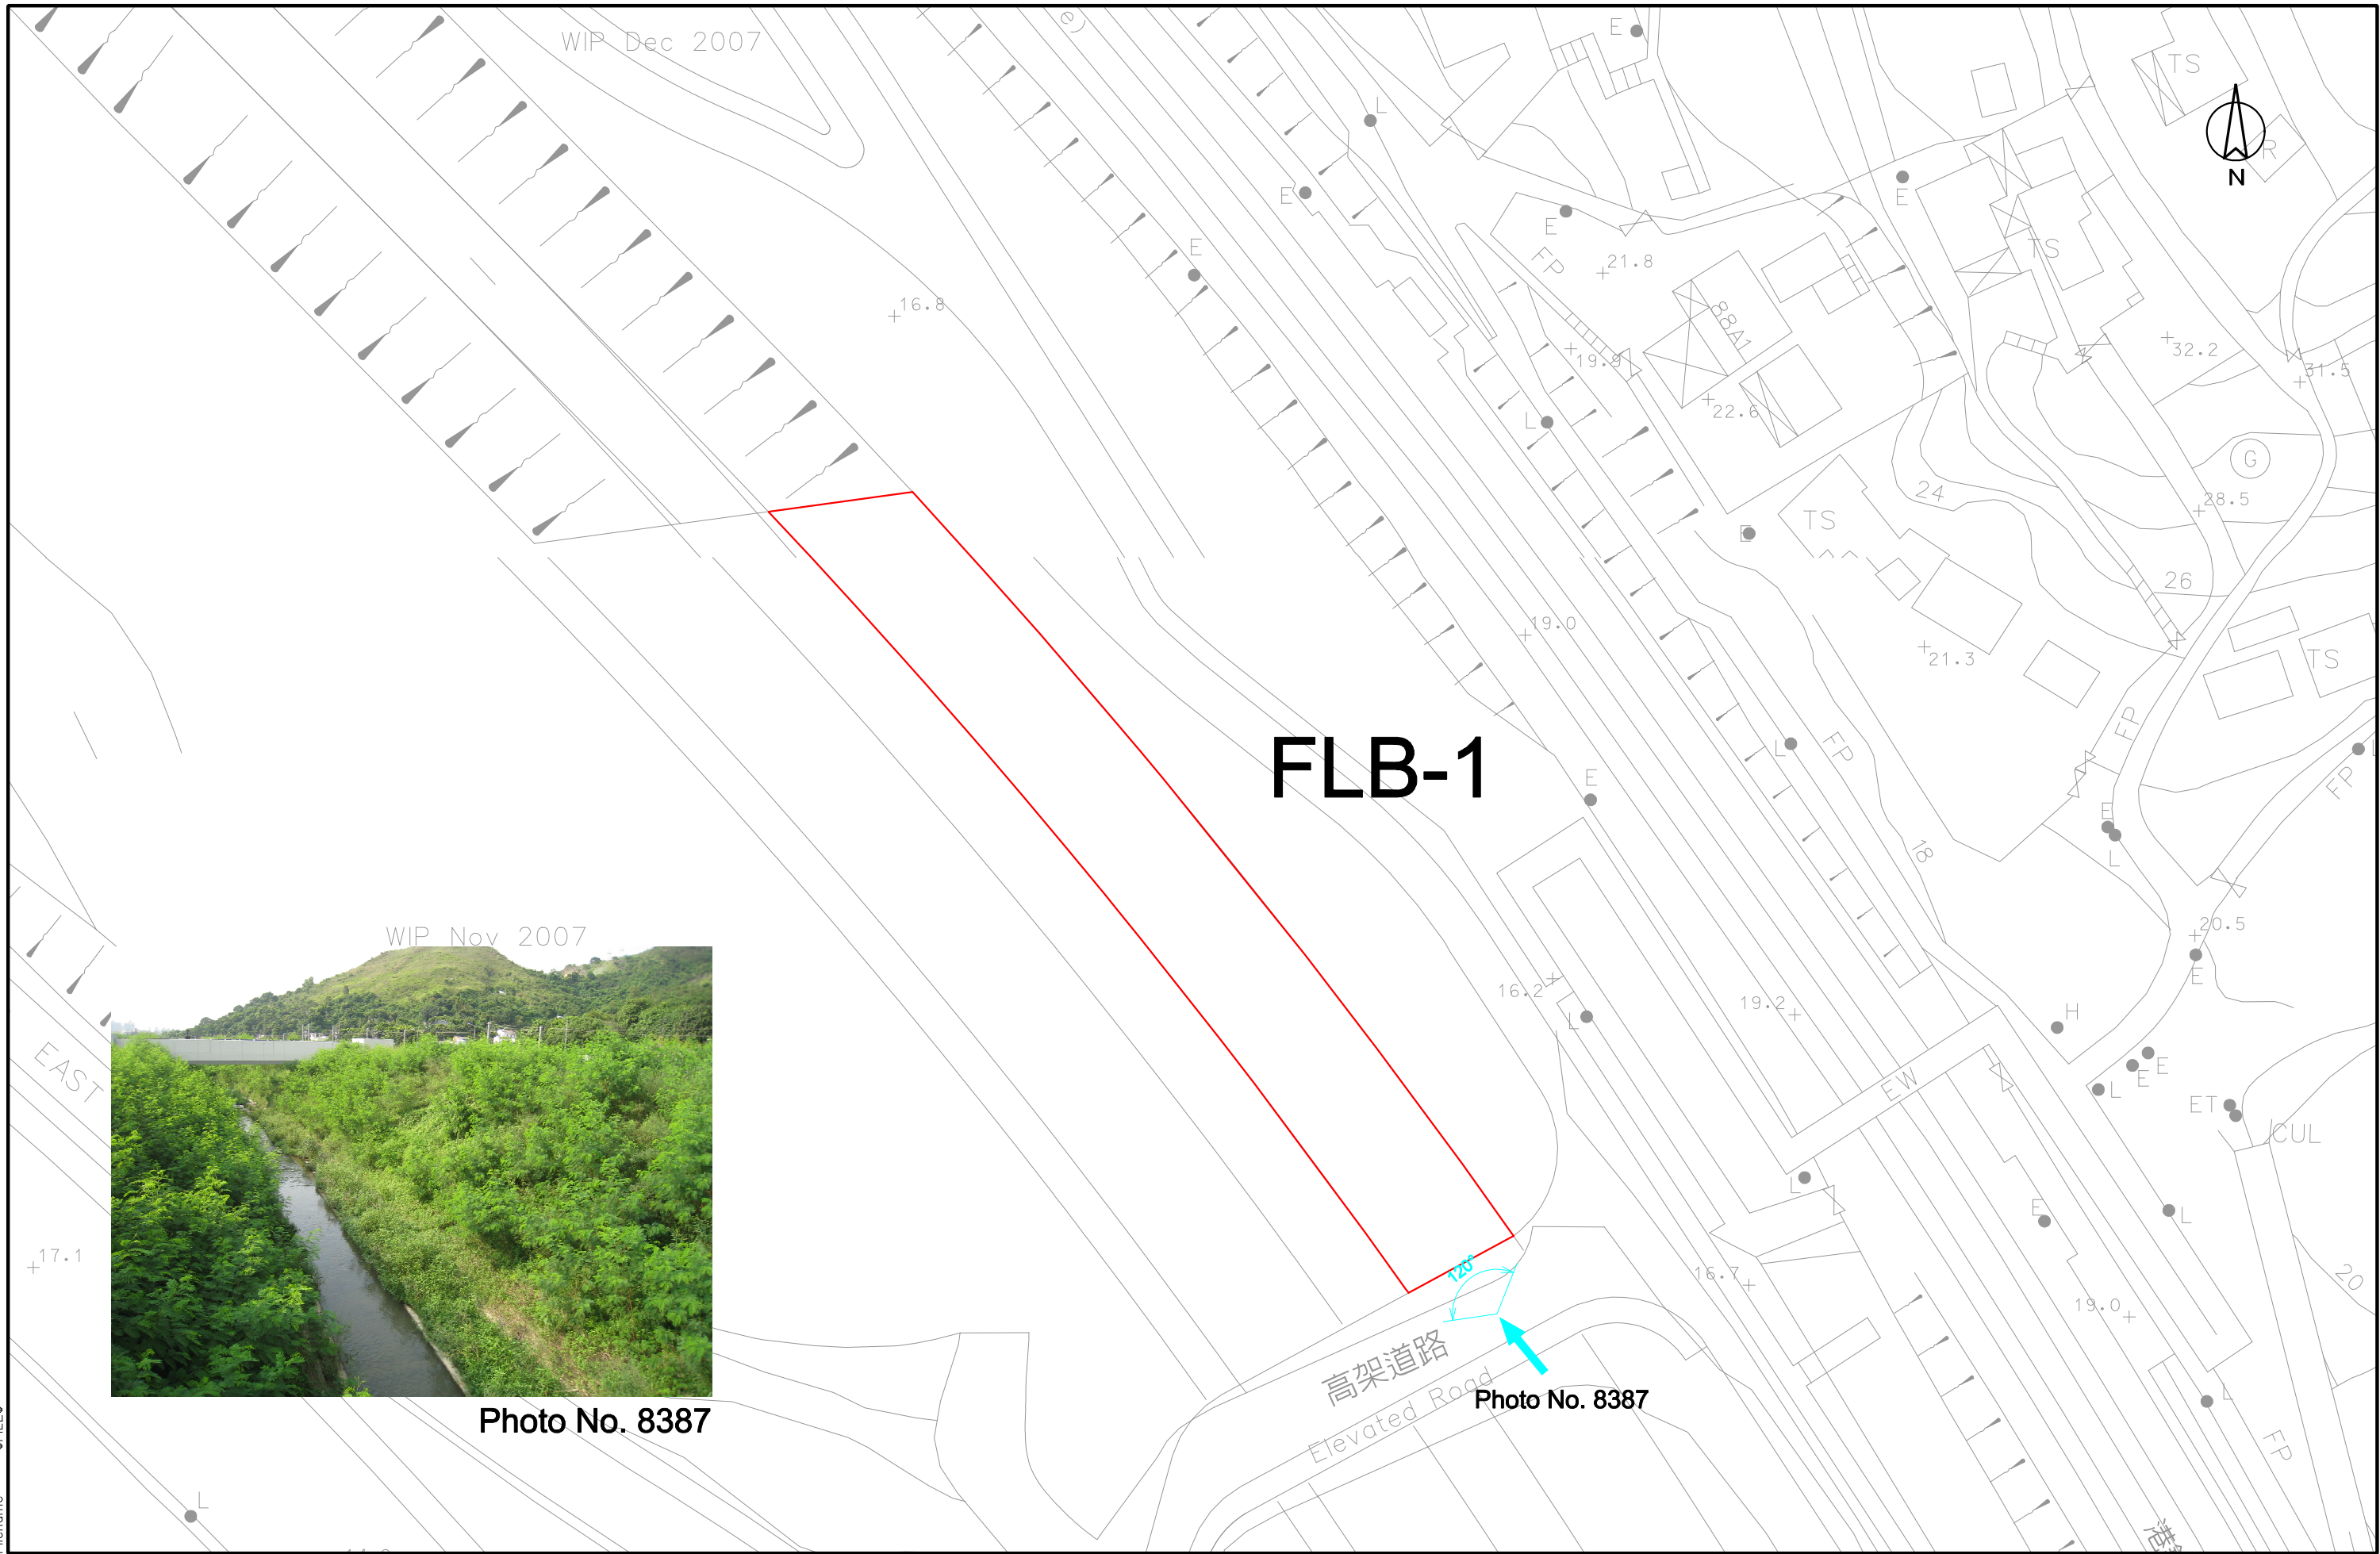 WIP Dec 2007
E
TS
L
R
N
E
E
E
E
E
TS
FP
21.8
16.8
88A
32.2
19.9
31.5
22.6
L
G
24
28.5
TS
E
26
19.0
21.3
TS
FP
FLB-1
L
FP
FP
E
E
L
18
20.5
WIP Nov 2007
E
16.2
19.2
L
H
EAST
EW
E
E
L
ET
CUL
L
L
E
17.1
120°
16.7
20
19.0
高架道路
Elevated Road
Photo No. 8387
L
Photo No. 8387
FP
L
港